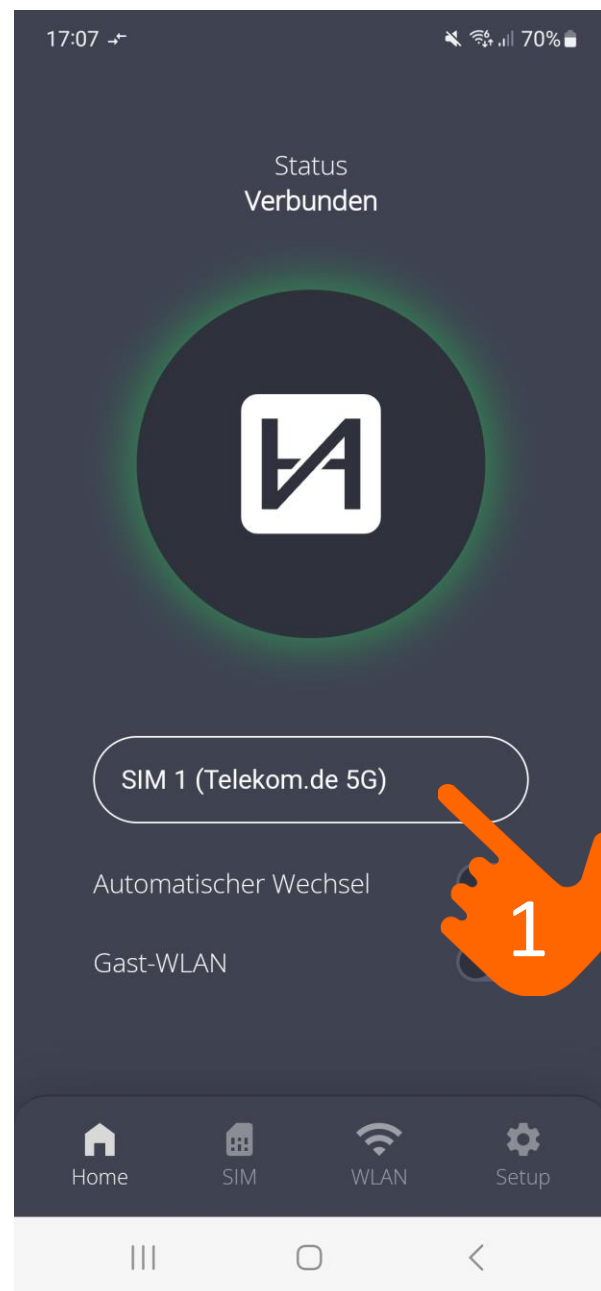 17:07 70%
Status
Verbunden
SIM 1 (Telekom.de 5G)
Automatischer Wechsel
1
Gast-WLAN
Home SIM WLAN Setup